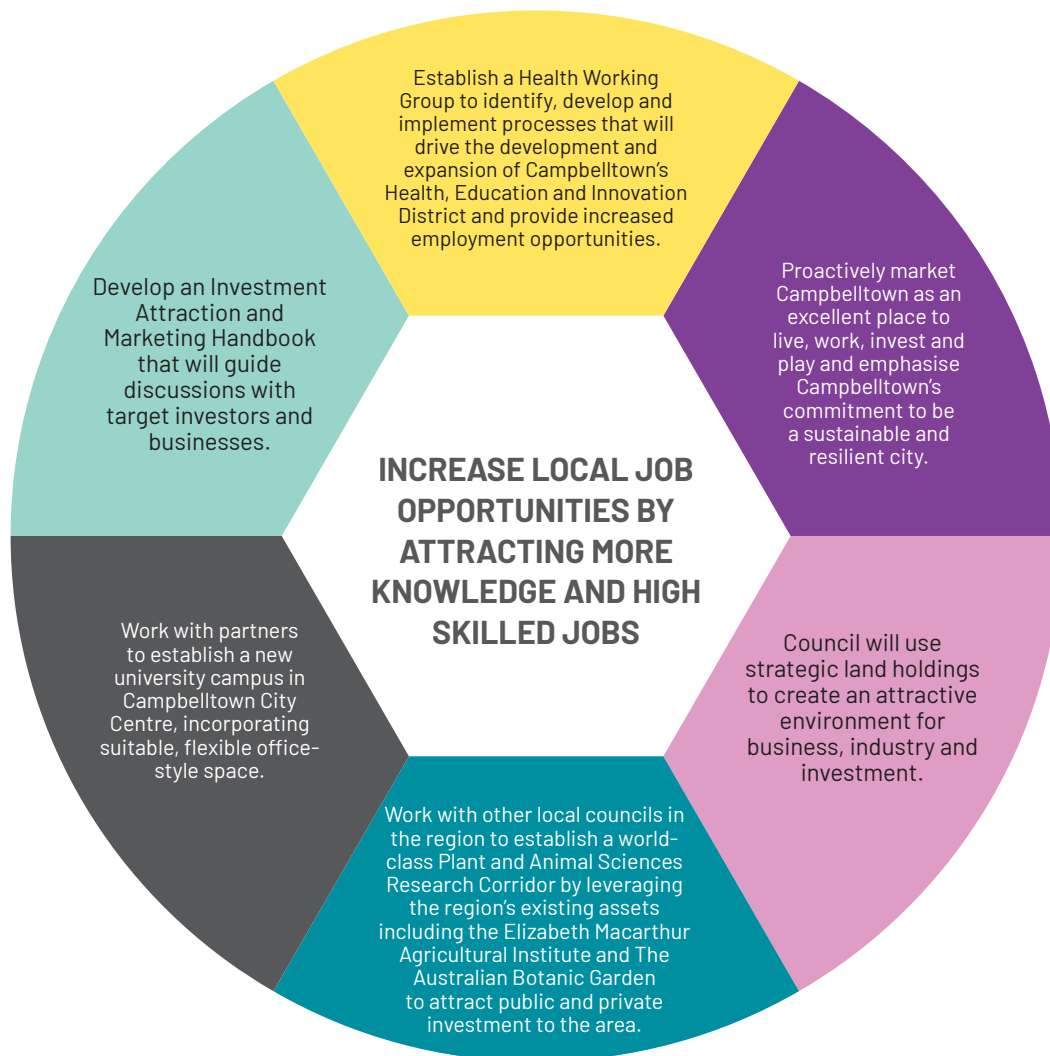 Establish a Health Working
Group to identify, develop and
implement processes that will
drive the development and
expansion of Campbelltown's
Health, Education and Innovation
District and provide increased
employment opportunities.
Proactively market
Campbelltown as an
excellent place to
live, work, invest and
play and emphasise
Campbelltown's
commitment to be
a sustainable and
resilient city.
Council will use
strategic land holdings
to create an attractive
environment for
business, industry and
investment.
Work with other local councils in
the region to establish a world-
class Plant and Animal Sciences
Research Corridor by leveraging
the region's existing assets
including the Elizabeth Macarthur
Agricultural Institute and The
Australian Botanic Garden
to attract public and private
investment to the area.
Work with partners
to establish a new
university campus in
Campbelltown City
Centre, incorporating
suitable, flexible office-
style space.
Develop an Investment
Attraction and
Marketing Handbook
that will guide
discussions with
target investors and
businesses.
INCREASE LOCAL JOB
OPPORTUNITIES BY
ATTRACTING MORE
KNOWLEDGE AND HIGH
SKILLED JOBS